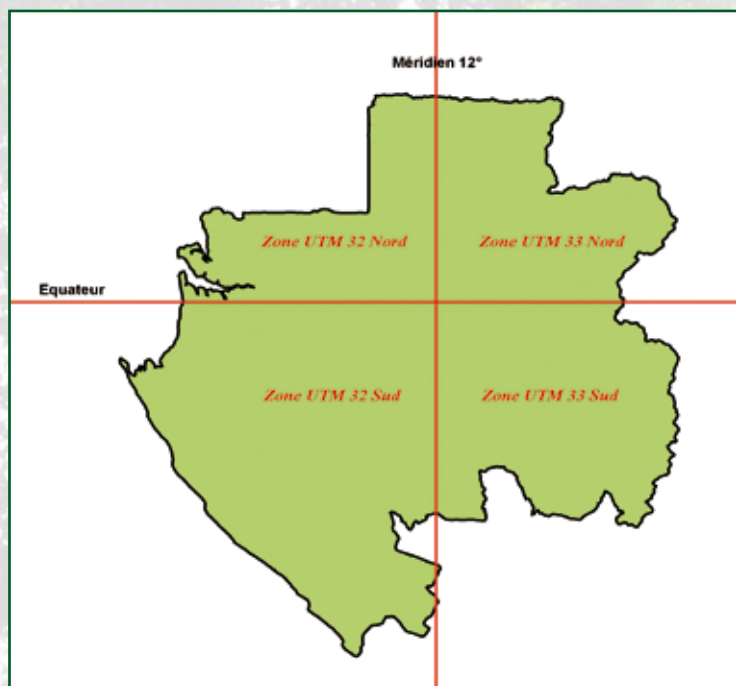 Méridien 12°
Zone UTM 32 Nord
Zone UTM 33 Nord
Equateur
Zone UTM 32 Sud
Zone UTM 33 Sud